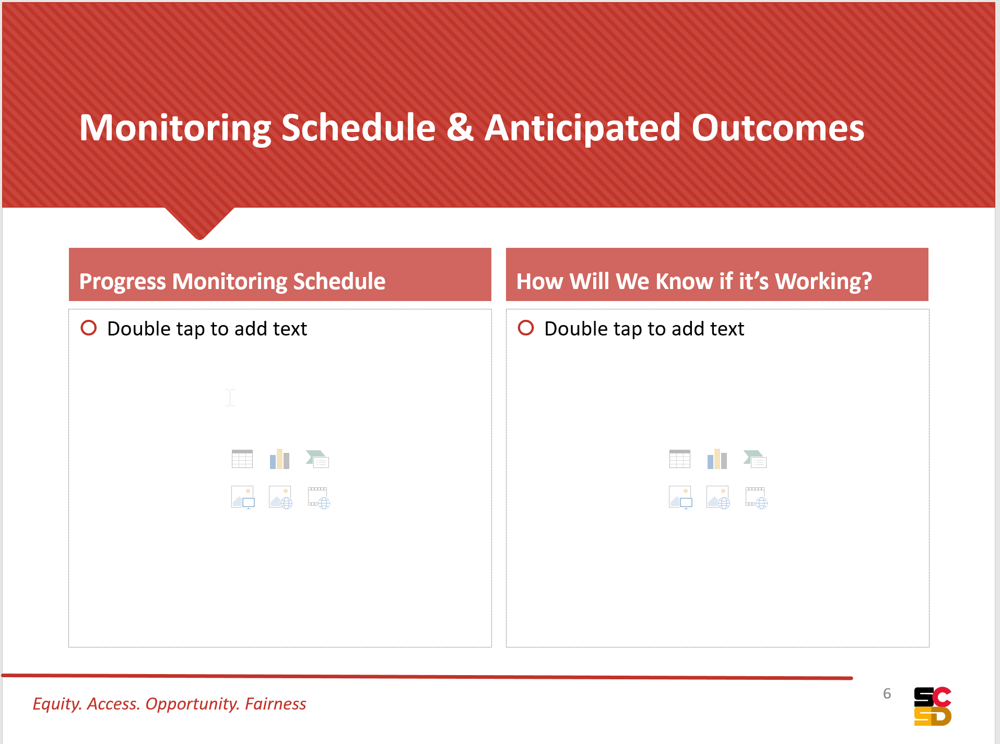 Monitoring Schedule & Anticipated Outcomes
Progress Monitoring Schedule
Double tap to add text
How Will We Know if it’s Working?
Double tap to add text
Equity. Access. Opportunity. Fairness
6
SC
SD